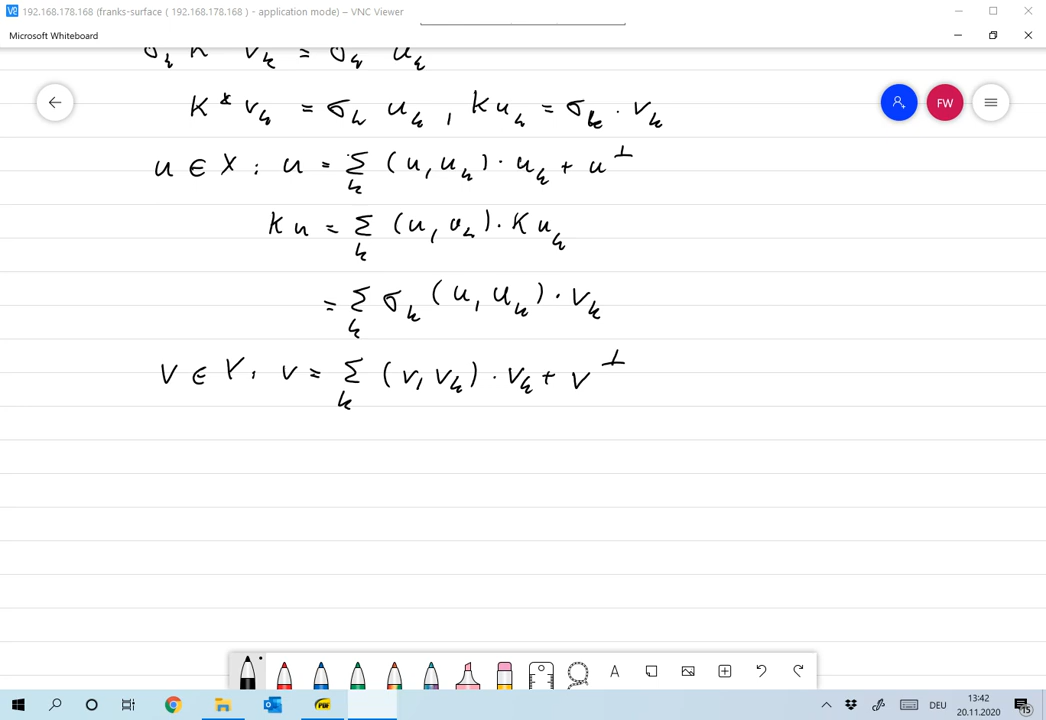 192.168.178.168 (franks-surface ( 192.168.178.168 ) - application mode) – VNC Viewer
Microsoft Whiteboard
K* v_k = σ_k u_k , K u_k = σ_k · v_k
FW
u ∈ X : u = Σ_k (u, u_k) · u_k + u^⊥
K u = Σ_k (u, u_k) · K u_k
= Σ_k σ_k (u, u_k) · v_k
v ∈ Y : v = Σ_k (v, v_k) · v_k + v^⊥
A
DEU
13:42
20.11.2020
15